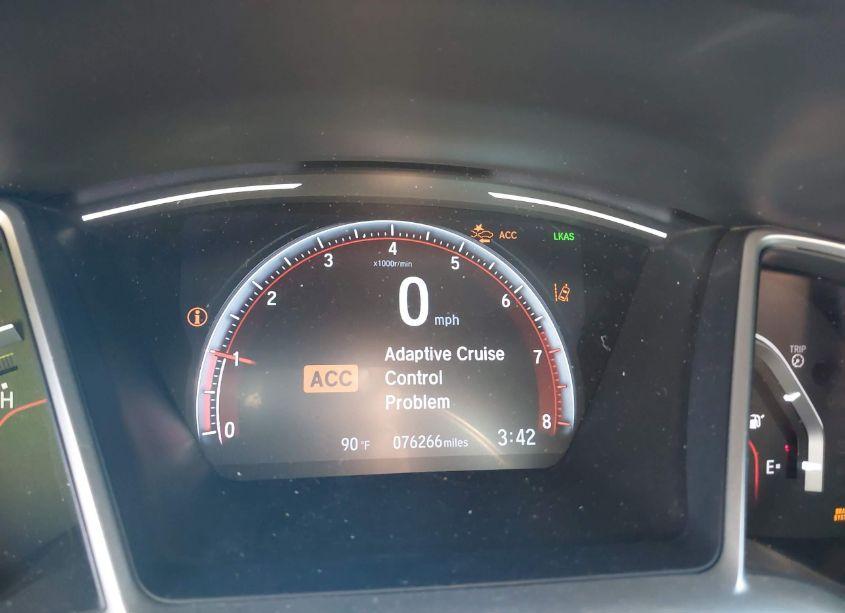 ACC LKAS
4
3 5
x1000r/min
2 6
0 mph
1 7
Adaptive Cruise
ACC Control
Problem
0 8
90°F 076266miles 3:42
H
TRIP
E